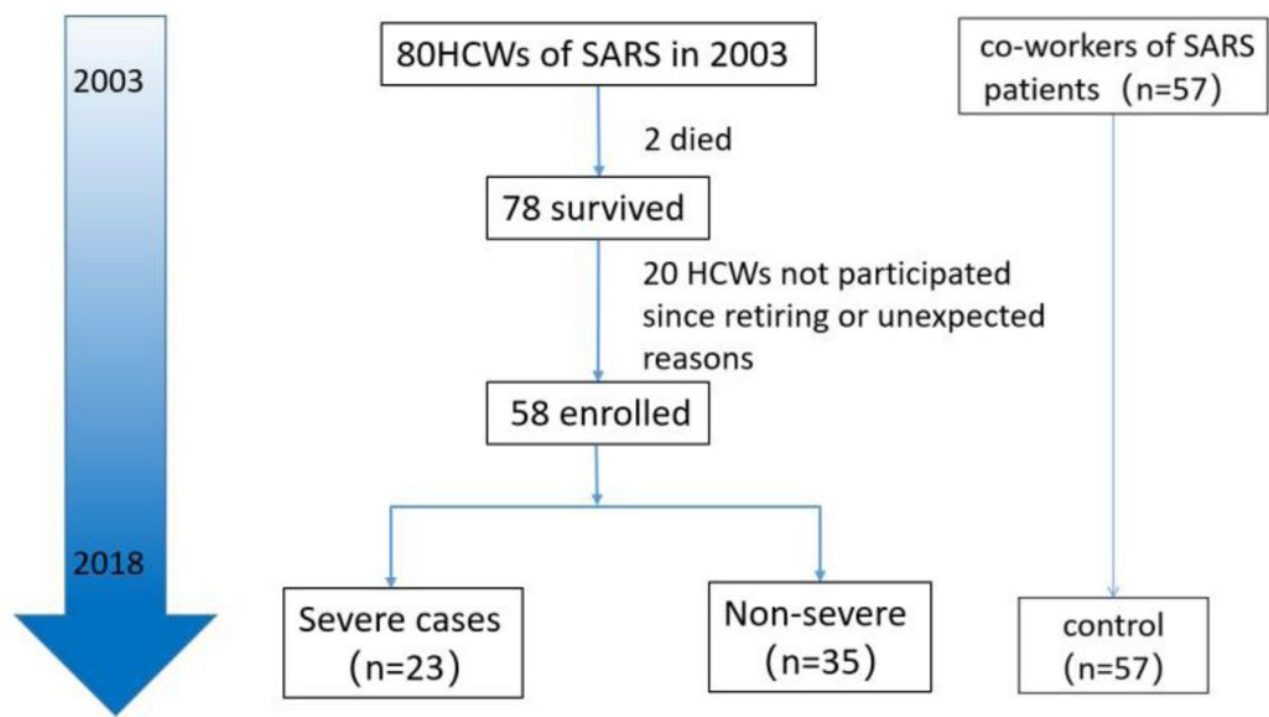 2003
80HCWs of SARS in 2003
co-workers of SARS
patients（n=57)
2 died
78 survived
20 HCWs not participated
since retiring or unexpected
reasons
58 enrolled
2018
Severe cases
（n=23)
Non-severe
（n=35)
control
（n=57)